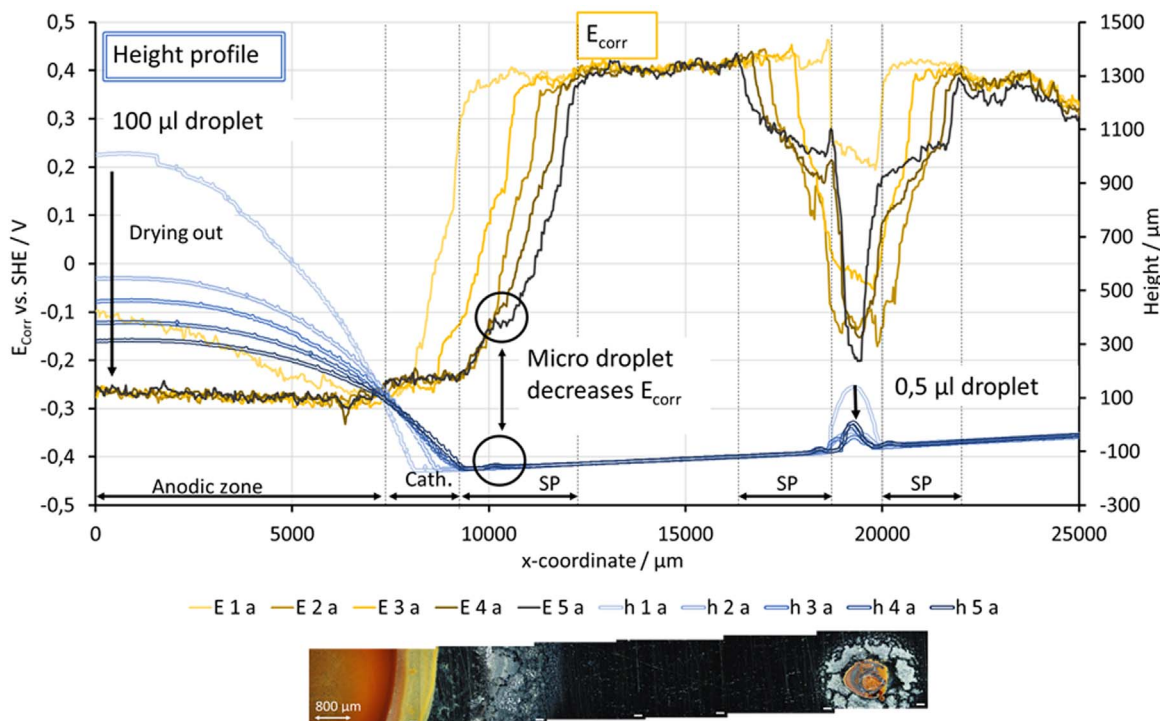 0,5
0,4
0,3
0,2
0,1
0
-0,1
-0,2
-0,3
-0,4
-0,5
E_Corr vs. SHE / V
Height profile
E_corr
100 µl droplet
Drying out
Micro droplet
decreases E_corr
0,5 µl droplet
Anodic zone
Cath.
SP
SP
SP
1500
1300
1100
900
700
500
300
100
-100
-300
Height / µm
0
5000
10000
15000
20000
25000
x-coordinate / µm
E 1 a E 2 a E 3 a E 4 a E 5 a h 1 a h 2 a h 3 a h 4 a h 5 a
800 µm